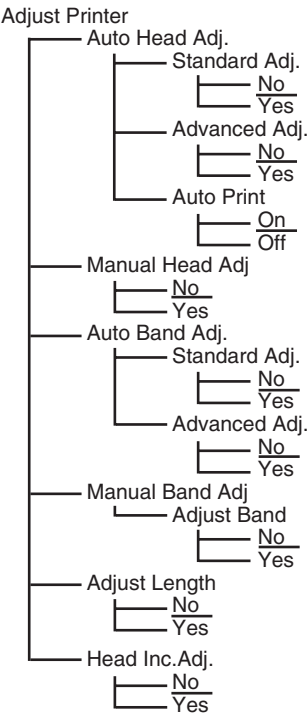 Adjust Printer
Auto Head Adj.
Standard Adj.
No
Yes
Advanced Adj.
No
Yes
Auto Print
On
Off
Manual Head Adj
No
Yes
Auto Band Adj.
Standard Adj.
No
Yes
Advanced Adj.
No
Yes
Manual Band Adj
Adjust Band
No
Yes
Adjust Length
No
Yes
Head Inc.Adj.
No
Yes